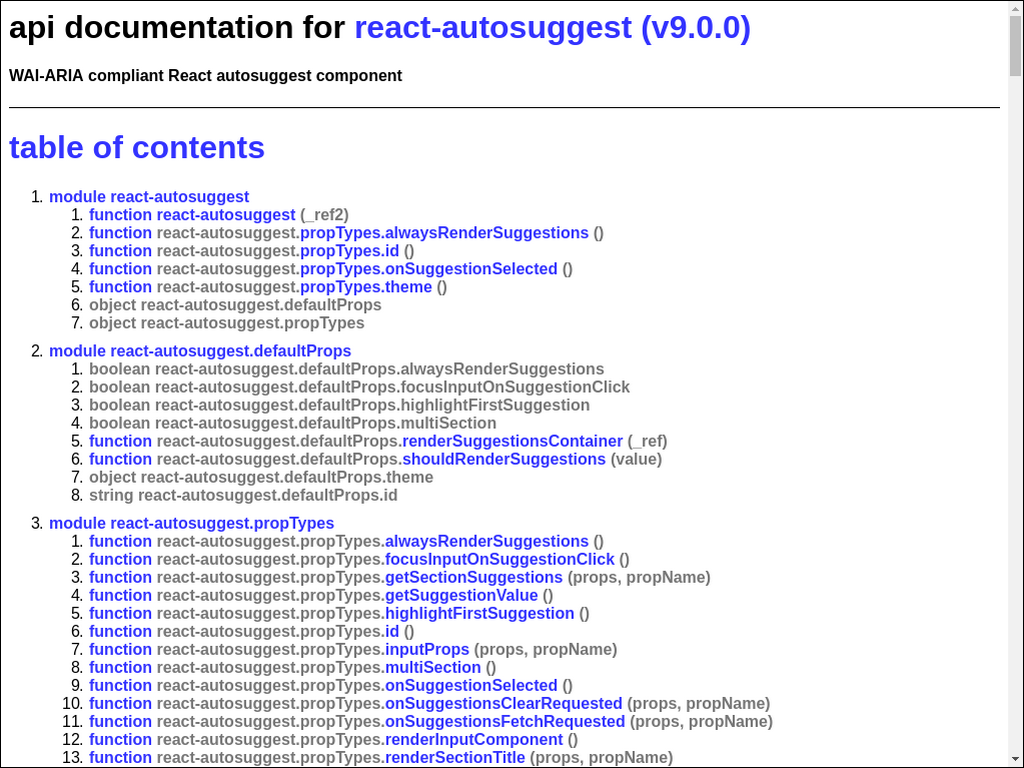 api documentation for react-autosuggest (v9.0.0)
WAI-ARIA compliant React autosuggest component
table of contents
1. module react-autosuggest
1. function react-autosuggest (_ref2)
2. function react-autosuggest.propTypes.alwaysRenderSuggestions ()
3. function react-autosuggest.propTypes.id ()
4. function react-autosuggest.propTypes.onSuggestionSelected ()
5. function react-autosuggest.propTypes.theme ()
6. object react-autosuggest.defaultProps
7. object react-autosuggest.propTypes
2. module react-autosuggest.defaultProps
1. boolean react-autosuggest.defaultProps.alwaysRenderSuggestions
2. boolean react-autosuggest.defaultProps.focusInputOnSuggestionClick
3. boolean react-autosuggest.defaultProps.highlightFirstSuggestion
4. boolean react-autosuggest.defaultProps.multiSection
5. function react-autosuggest.defaultProps.renderSuggestionsContainer (_ref)
6. function react-autosuggest.defaultProps.shouldRenderSuggestions (value)
7. object react-autosuggest.defaultProps.theme
8. string react-autosuggest.defaultProps.id
3. module react-autosuggest.propTypes
1. function react-autosuggest.propTypes.alwaysRenderSuggestions ()
2. function react-autosuggest.propTypes.focusInputOnSuggestionClick ()
3. function react-autosuggest.propTypes.getSectionSuggestions (props, propName)
4. function react-autosuggest.propTypes.getSuggestionValue ()
5. function react-autosuggest.propTypes.highlightFirstSuggestion ()
6. function react-autosuggest.propTypes.id ()
7. function react-autosuggest.propTypes.inputProps (props, propName)
8. function react-autosuggest.propTypes.multiSection ()
9. function react-autosuggest.propTypes.onSuggestionSelected ()
10. function react-autosuggest.propTypes.onSuggestionsClearRequested (props, propName)
11. function react-autosuggest.propTypes.onSuggestionsFetchRequested (props, propName)
12. function react-autosuggest.propTypes.renderInputComponent ()
13. function react-autosuggest.propTypes.renderSectionTitle (props, propName)